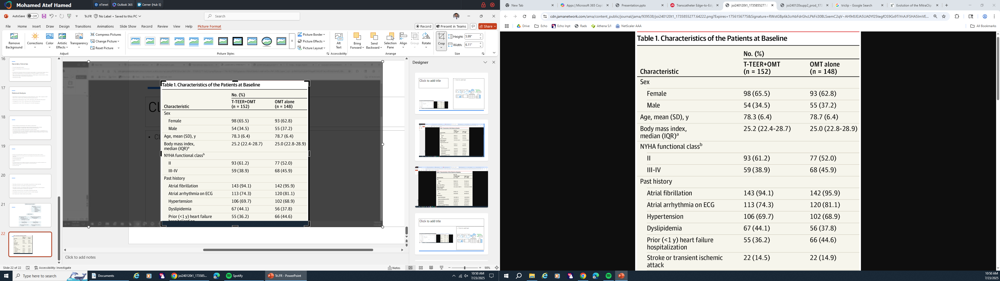 Mohamed Atef Hamed
eTenet
Outlook 365
Cerner (Hub 5)
AutoSave Off
Tri.FR
No Label • Saved to this PC
Search
File Home Insert Draw Design Transitions Animations Slide Show Record Review View Help Picture Format
Record
Present in Teams
Share
Remove Background
Corrections
Color
Artistic Effects
Transparency
Compress Pictures
Change Picture
Reset Picture
Adjust
Picture Styles
Picture Border
Picture Effects
Picture Layout
Alt Text
Accessibility
Bring Forward
Send Backward
Selection Pane
Align
Group
Rotate
Arrange
Crop
Height: 5.99"
Width: 6.11"
Size
16
Secondary Outcomes
17
Statistical Analysis
18
19
20
21
22
Table 1. Characteristics of the Patients at Baseline
No. (%)
Characteristic T-TEER+OMT (n = 152) OMT alone (n = 148)
Sex
Female 98 (65.5) 93 (62.8)
Male 54 (34.5) 55 (37.2)
Age, mean (SD), y 78.3 (6.4) 78.7 (6.4)
Body mass index, median (IQR)a 25.2 (22.4-28.7) 25.0 (22.8-28.9)
NYHA functional classb
II 93 (61.2) 77 (52.0)
III-IV 59 (38.9) 68 (45.9)
Past history
Atrial fibrillation 143 (94.1) 142 (95.9)
Atrial arrhythmia on ECG 113 (74.3) 120 (81.1)
Hypertension 106 (69.7) 102 (68.9)
Dyslipidemia 67 (44.1) 56 (37.8)
Prior (<1 y) heart failure 55 (36.2) 66 (44.6)
Designer
Click to add title
Click to add title
Click to add notes
Slide 22 of 22
Accessibility: Investigate
Notes
98%
Type here to search
Documents
joi240120t1_173585...
Spotify
Tri.FR - PowerPoint
10:50 AM
7/23/2025
New Tab
Apps | Microsoft 365 Cop
Presentation.pptx
Transcatheter Edge-to-Ed
joi240120t1_1735855277.6
joi240120supp2_prod_173
triclip - Google Search
Evolution of the MitraClip
cdn.jamanetwork.com/ama/content_public/journal/jama/939538/joi240120t1_1735855277.64222.png?Expires=1756156775&Signature=
Drive
Echo
Echo Inpt
Rads
Athena S/I
NetScaler AAA
All Bookmarks
Table 1. Characteristics of the Patients at Baseline
No. (%)
Characteristic T-TEER+OMT (n = 152) OMT alone (n = 148)
Sex
Female 98 (65.5) 93 (62.8)
Male 54 (34.5) 55 (37.2)
Age, mean (SD), y 78.3 (6.4) 78.7 (6.4)
Body mass index, median (IQR)a 25.2 (22.4-28.7) 25.0 (22.8-28.9)
NYHA functional classb
II 93 (61.2) 77 (52.0)
III-IV 59 (38.9) 68 (45.9)
Past history
Atrial fibrillation 143 (94.1) 142 (95.9)
Atrial arrhythmia on ECG 113 (74.3) 120 (81.1)
Hypertension 106 (69.7) 102 (68.9)
Dyslipidemia 67 (44.1) 56 (37.8)
Prior (<1 y) heart failure hospitalization 55 (36.2) 66 (44.6)
Stroke or transient ischemic attack 22 (14.5) 22 (14.9)
10:50 AM
7/23/2025